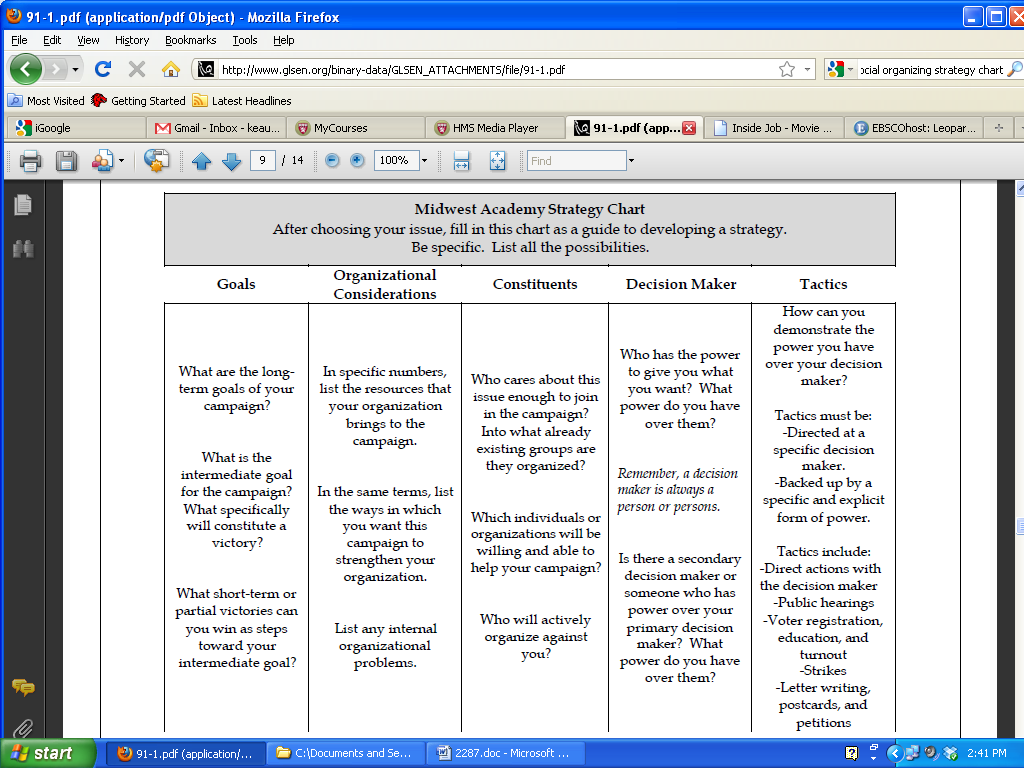 91-1.pdf (application/pdf Object) - Mozilla Firefox
File Edit View History Bookmarks Tools Help
http://www.glsen.org/binary-data/GLSEN_ATTACHMENTS/file/91-1.pdf
ocial organizing strategy chart
Most Visited Getting Started Latest Headlines
iGoogle
Gmail - Inbox - keau...
MyCourses
HMS Media Player
91-1.pdf (app...
Inside Job - Movie ...
EBSCOhost: Leopar...
9 / 14
100%
Find
Midwest Academy Strategy Chart
After choosing your issue, fill in this chart as a guide to developing a strategy.
Be specific. List all the possibilities.
Goals
What are the long-
term goals of your
campaign?
What is the
intermediate goal
for the campaign?
What specifically
will constitute a
victory?
What short-term or
partial victories can
you win as steps
toward your
intermediate goal?
Organizational
Considerations
In specific numbers,
list the resources that
your organization
brings to the
campaign.
In the same terms, list
the ways in which
you want this
campaign to
strengthen your
organization.
List any internal
organizational
problems.
Constituents
Who cares about this
issue enough to join
in the campaign?
Into what already
existing groups are
they organized?
Which individuals or
organizations will be
willing and able to
help your campaign?
Who will actively
organize against
you?
Decision Maker
Who has the power
to give you what
you want? What
power do you have
over them?
Remember, a decision
maker is always a
person or persons.
Is there a secondary
decision maker or
someone who has
power over your
primary decision
maker? What
power do you have
over them?
Tactics
How can you
demonstrate the
power you have
over your decision
maker?
Tactics must be:
-Directed at a
specific decision
maker.
-Backed up by a
specific and explicit
form of power.
Tactics include:
-Direct actions with
the decision maker
-Public hearings
-Voter registration,
education, and
turnout
-Strikes
-Letter writing,
postcards, and
petitions
start
91-1.pdf (application/...
C:\Documents and Se...
2287.doc - Microsoft ...
2:41 PM